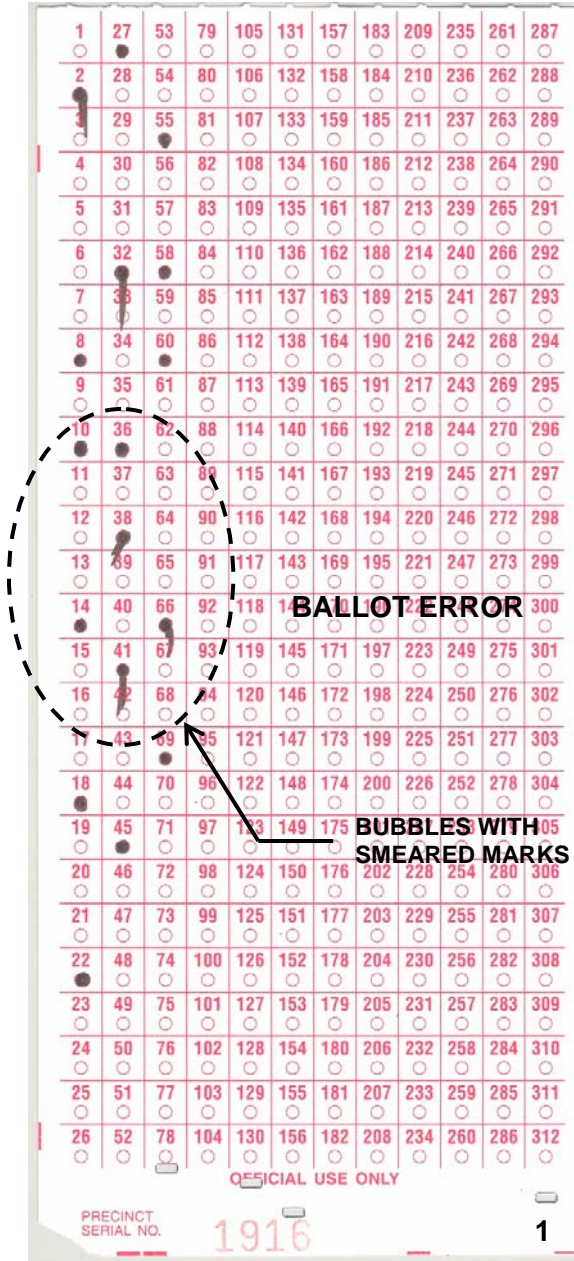 1 27 53 79 105 131 157 183 209 235 261 287
2 28 54 80 106 132 158 184 210 236 262 288
3 29 55 81 107 133 159 185 211 237 263 289
4 30 56 82 108 134 160 186 212 238 264 290
5 31 57 83 109 135 161 187 213 239 265 291
6 32 58 84 110 136 162 188 214 240 266 292
7 33 59 85 111 137 163 189 215 241 267 293
8 34 60 86 112 138 164 190 216 242 268 294
9 35 61 87 113 139 165 191 217 243 269 295
10 36 62 88 114 140 166 192 218 244 270 296
11 37 63 89 115 141 167 193 219 245 271 297
12 38 64 90 116 142 168 194 220 246 272 298
13 39 65 91 117 143 169 195 221 247 273 299
14 40 66 92 118 300
BALLOT ERROR
15 41 67 93 119 145 171 197 223 249 275 301
16 42 68 94 120 146 172 198 224 250 276 302
17 43 69 95 121 147 173 199 225 251 277 303
18 44 70 96 122 148 174 200 226 252 278 304
19 45 71 97 123 149 175 305
BUBBLES WITH
SMEARED MARKS
20 46 72 98 124 150 176 202 228 254 280 306
21 47 73 99 125 151 177 203 229 255 281 307
22 48 74 100 126 152 178 204 230 256 282 308
23 49 75 101 127 153 179 205 231 257 283 309
24 50 76 102 128 154 180 206 232 258 284 310
25 51 77 103 129 155 181 207 233 259 285 311
26 52 78 104 130 156 182 208 234 260 286 312
OFFICIAL USE ONLY
PRECINCT
SERIAL NO. 1916 1